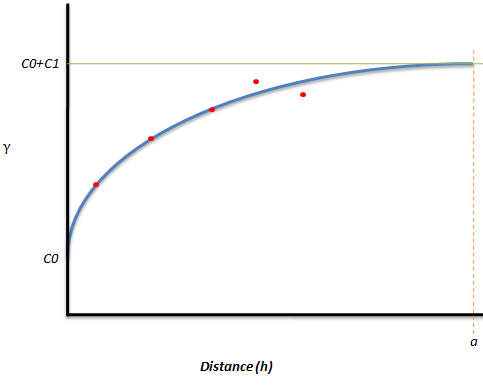 C0+C1
γ
C0
a
Distance (h)